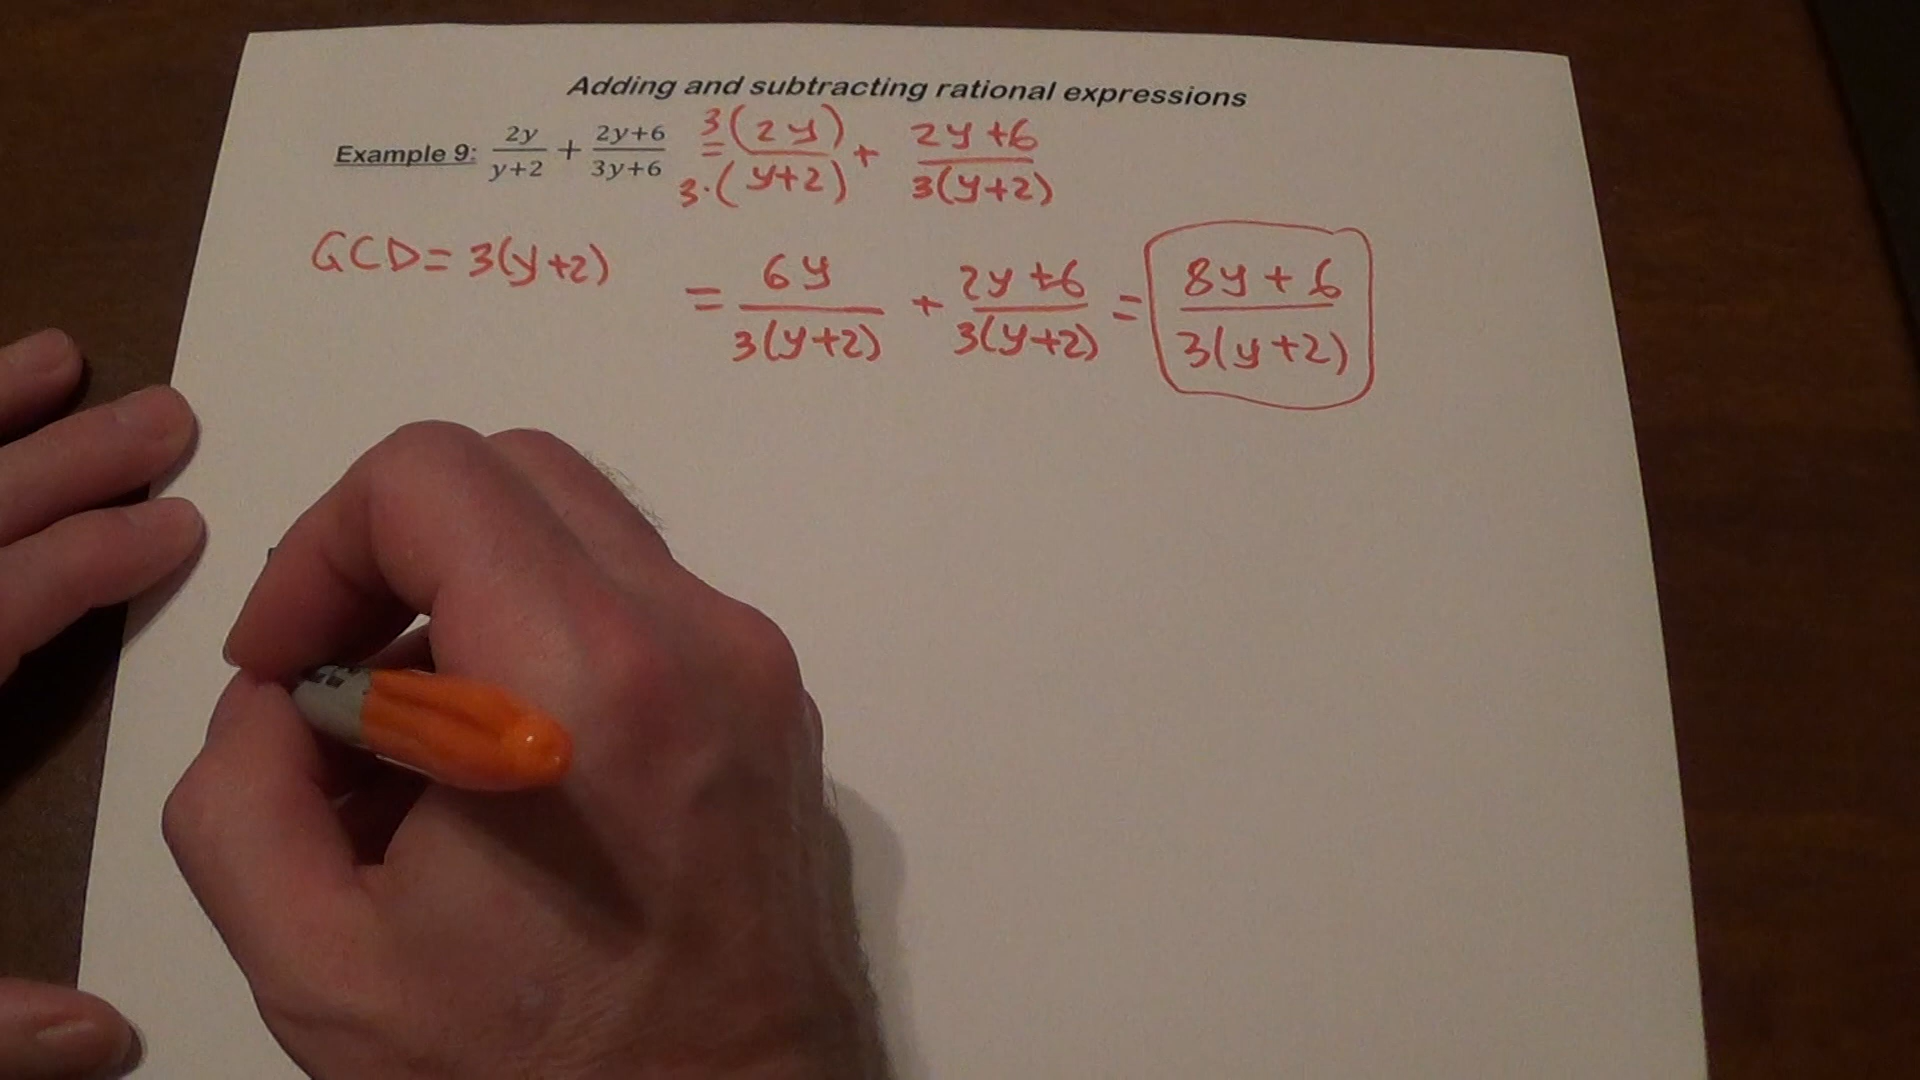 Adding and subtracting rational expressions
Example 9: 2y/y+2 + 2y+6/3y+6 = 3(2y)/3·(y+2) + 2y+6/3(y+2)
GCD = 3(y+2)
= 6y/3(y+2) + 2y+6/3(y+2) = 8y+6/3(y+2)